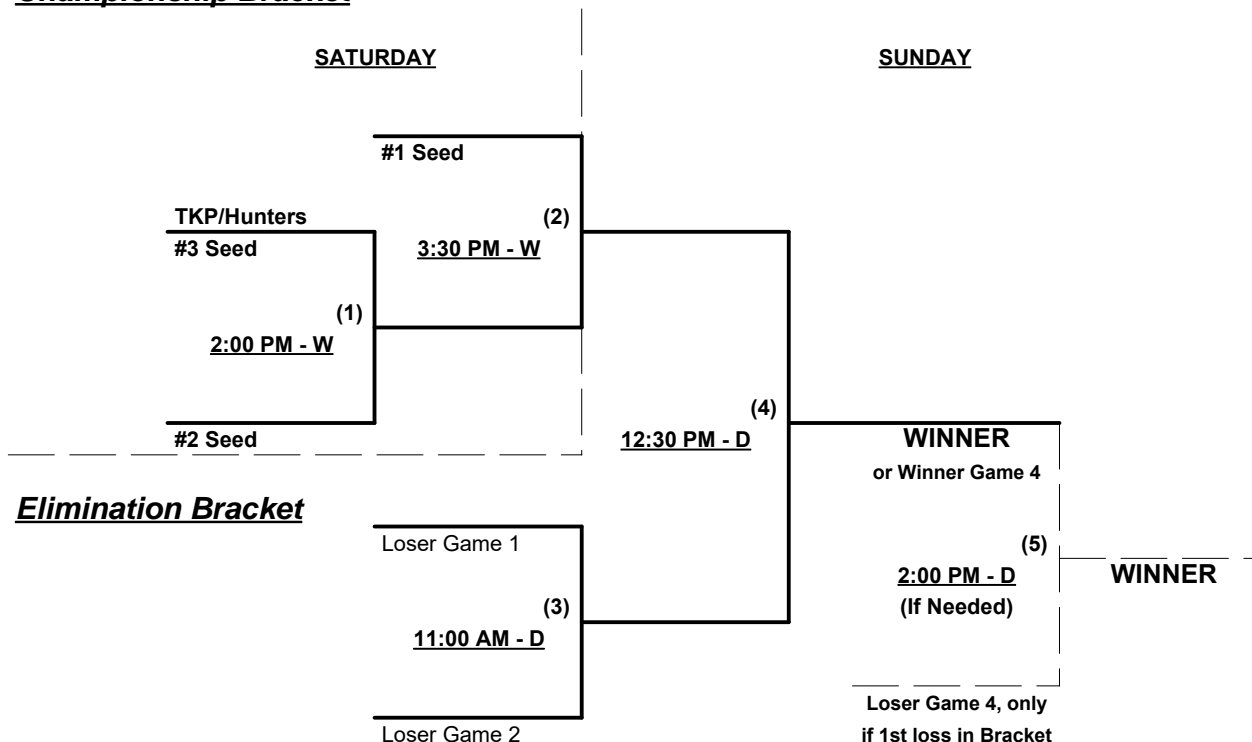 Championship Bracket
SATURDAY
SUNDAY
#1 Seed
TKP/Hunters
(2)
#3 Seed
3:30 PM - W
(1)
2:00 PM - W
(4)
#2 Seed
12:30 PM - D
WINNER
or Winner Game 4
Elimination Bracket
Loser Game 1
(5)
2:00 PM - D
WINNER
(3)
(If Needed)
11:00 AM - D
Loser Game 4, only
Loser Game 2
if 1st loss in Bracket